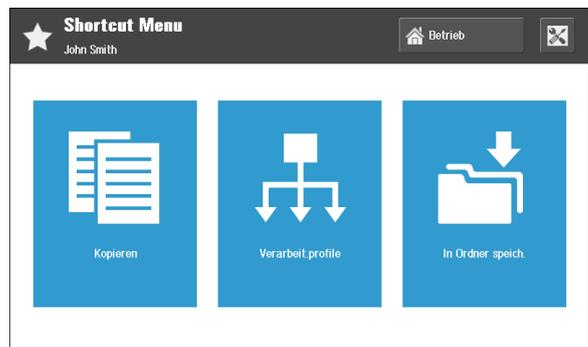 Shortcut Menu
John Smith
Betrieb
Kopieren
Verarbeit.profile
In Ordner speich.